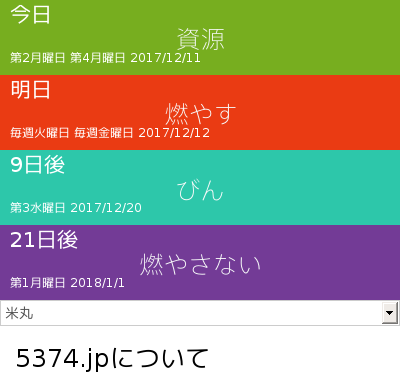 今日
資源
第2月曜日 第4月曜日 2017/12/11
明日
燃やす
毎週火曜日 毎週金曜日 2017/12/12
9日後
びん
第3水曜日 2017/12/20
21日後
燃やさない
第1月曜日 2018/1/1
米丸
5374.jpについて